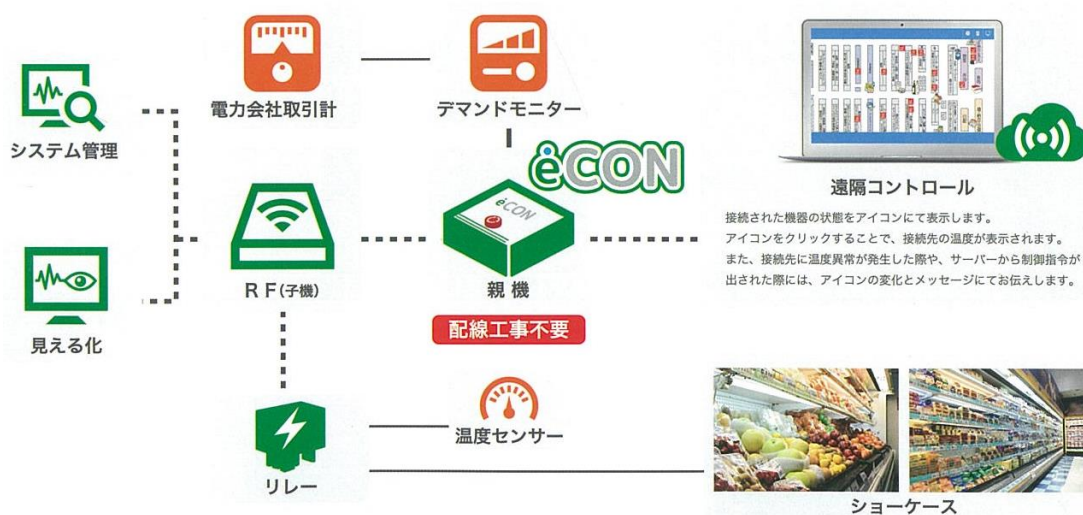 電力会社取引計
デマンドモニター
システム管理
ėCON
ėCON
遠隔コントロール
接続された機器の状態をアイコンにて表示します。
アイコンをクリックすることで、接続先の温度が表示されます。
また、接続先に温度異常が発生した際や、サーバーから制御指令が
出された際には、アイコンの変化とメッセージにてお伝えします。
RF(子機)
親機
配線工事不要
見える化
温度センサー
リレー
ショーケース